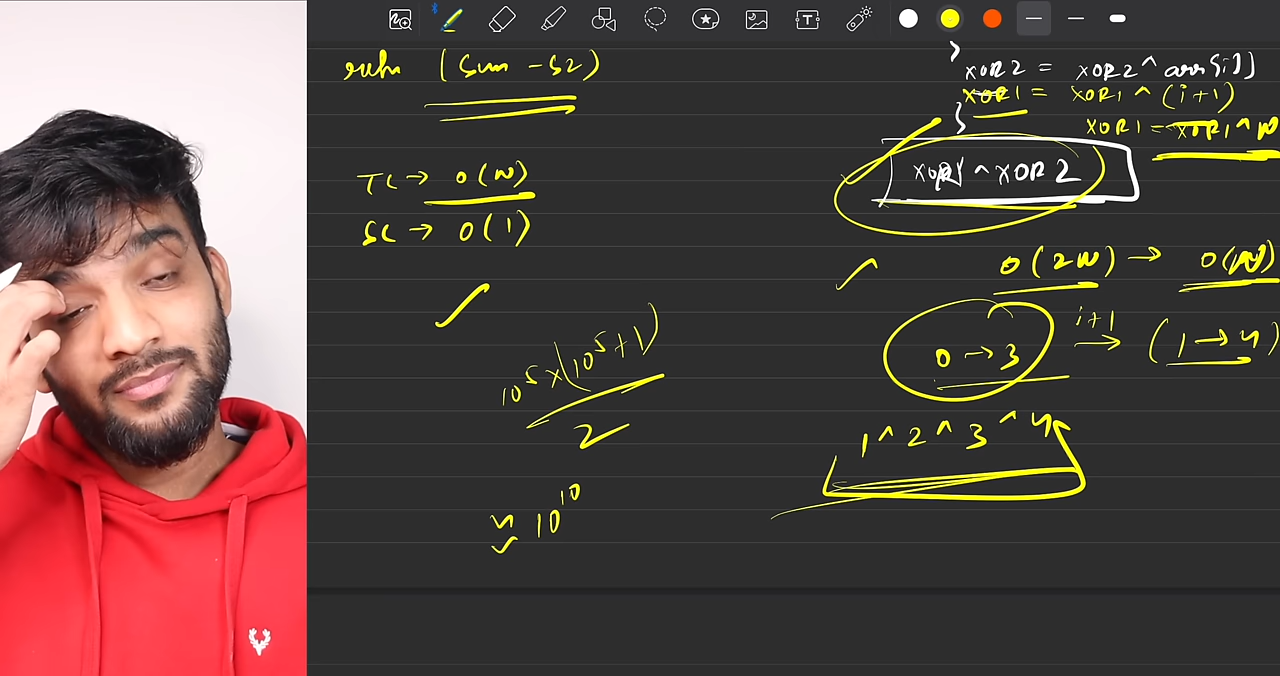 return (sum - s2)
TC → O(N)
SC → O(1)
10^5 x (10^5 + 1)
2
≈ 10^10
}
XOR2 = XOR2 ^ arr[i]
XOR1 = XOR1 ^ (i+1)
}
XOR1 = XOR1 ^ N
XOR1 ^ XOR2
O(2N) → O(N)
0 → 3 i+1 → (1 → 4)
1 ^ 2 ^ 3 ^ 4